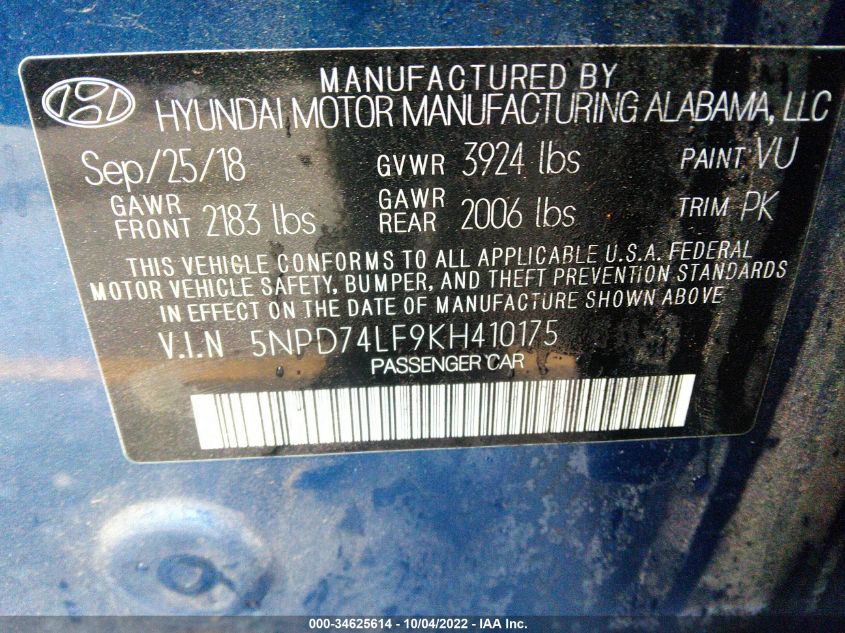 MANUFACTURED BY
HYUNDAI MOTOR MANUFACTURING ALABAMA, LLC
Sep/25/18 GVWR 3924 lbs PAINT VU
GAWR FRONT 2183 lbs GAWR REAR 2006 lbs TRIM PK
THIS VEHICLE CONFORMS TO ALL APPLICABLE U.S.A. FEDERAL
MOTOR VEHICLE SAFETY, BUMPER, AND THEFT PREVENTION STANDARDS
IN EFFECT ON THE DATE OF MANUFACTURE SHOWN ABOVE
V.I.N 5NPD74LF9KH410175
PASSENGER CAR
000-34625614 - 10/04/2022 - IAA Inc.